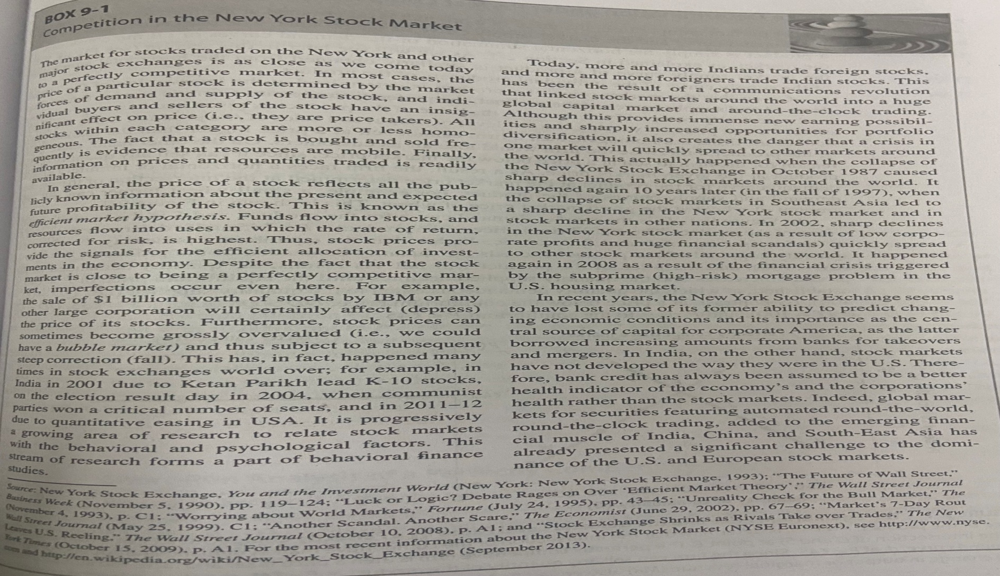 BOX 9-1
Competition in the New York Stock Market
The market for stocks traded on the New York and other
major stock exchanges is as close as we come today
to a perfectly competitive market. In most cases, the
price of a particular stock is determined by the market
forces of demand and supply of the stock, and indi-
vidual buyers and sellers of the stock have an insig-
nificant effect on price (i.e., they are price takers). All
stocks within each category are more or less homo-
geneous. The fact that a stock is bought and sold fre-
quently is evidence that resources are mobile. Finally,
information on prices and quantities traded is readily
available.
In general, the price of a stock reflects all the pub-
licly known information about the present and expected
future profitability of the stock. This is known as the
efficient market hypothesis. Funds flow into stocks, and
resources flow into uses in which the rate of return,
corrected for risk, is highest. Thus, stock prices pro-
vide the signals for the efficient allocation of invest-
ments in the economy. Despite the fact that the stock
market is close to being a perfectly competitive mar-
ket, imperfections occur even here. For example,
the sale of $1 billion worth of stocks by IBM or any
other large corporation will certainly affect (depress)
the price of its stocks. Furthermore, stock prices can
sometimes become grossly overvalued (i.e., we could
have a bubble market) and thus subject to a subsequent
steep correction (fall). This has, in fact, happened many
times in stock exchanges world over; for example, in
India in 2001 due to Ketan Parikh lead K-10 stocks,
on the election result day in 2004, when communist
parties won a critical number of seats, and in 2011–12
due to quantitative easing in USA. It is progressively
a growing area of research to relate stock markets
with the behavioral and psychological factors. This
stream of research forms a part of behavioral finance
studies.
Today, more and more Indians trade foreign stocks,
and more and more foreigners trade Indian stocks. This
has been the result of a communications revolution
that linked stock markets around the world into a huge
global capital market and around-the-clock trading.
Although this provides immense new earning possibil-
ities and sharply increased opportunities for portfolio
diversification, it also creates the danger that a crisis in
one market will quickly spread to other markets around
the world. This actually happened when the collapse of
the New York Stock Exchange in October 1987 caused
sharp declines in stock markets around the world. It
happened again 10 years later (in the fall of 1997), when
the collapse of stock markets in Southeast Asia led to
a sharp decline in the New York stock market and in
stock markets in other nations. In 2002, sharp declines
in the New York stock market (as a result of low corpo-
rate profits and huge financial scandals) quickly spread
to other stock markets around the world. It happened
again in 2008 as a result of the financial crisis triggered
by the subprime (high-risk) mortgage problem in the
U.S. housing market.
In recent years, the New York Stock Exchange seems
to have lost some of its former ability to predict chang-
ing economic conditions and its importance as the cen-
tral source of capital for corporate America, as the latter
borrowed increasing amounts from banks for takeovers
and mergers. In India, on the other hand, stock markets
have not developed the way they were in the U.S. There-
fore, bank credit has always been assumed to be a better
health indicator of the economy's and the corporations'
health rather than the stock markets. Indeed, global mar-
kets for securities featuring automated round-the-world,
round-the-clock trading, added to the emerging finan-
cial muscle of India, China, and South-East Asia has
already presented a significant challenge to the domi-
nance of the U.S. and European stock markets.
Source: New York Stock Exchange, You and the Investment World (New York: New York Stock Exchange, 1993); "The Future of Wall Street,"
Business Week (November 5, 1990), pp. 119–124; "Luck or Logic? Debate Rages on Over 'Efficient Market Theory'," The Wall Street Journal
(November 4, 1993), p. C1; "Worrying about World Markets," Fortune (July 24, 1995), pp. 43–45; "Unreality Check for the Bull Market," The
Wall Street Journal (May 25, 1999). C1; "Another Scandal. Another Scare," The Economist (June 29, 2002), pp. 67–69; "Market's 7-Day Rout
Leaves U.S. Reeling," The Wall Street Journal (October 10, 2008), p. A1; and "Stock Exchange Shrinks as Rivals Take over Trades," The New
York Times (October 15, 2009), p. A1. For the most recent information about the New York Stock Market (NYSE Euronext), see http://www.nyse.
com and http://en.wikipedia.org/wiki/New_York_Stock_Exchange (September 2013).